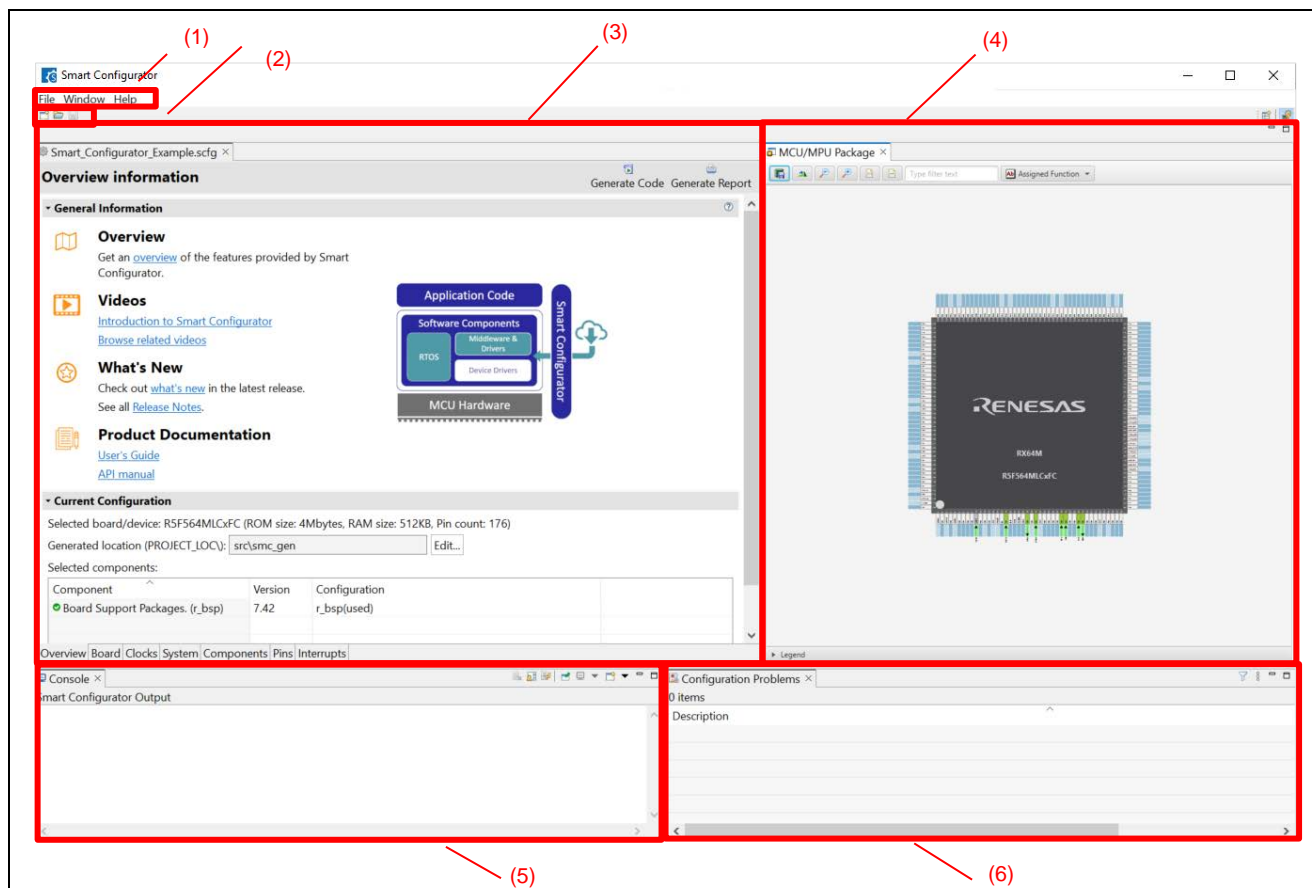 (1)
(2)
(3)
(4)
Smart Configurator
File Window Help
Smart_Configurator_Example.scfg
MCU/MPU Package
Overview information
Generate Code Generate Report
Type filter text
Assigned Function
General Information
Overview
Get an overview of the features provided by Smart
Configurator.
Videos
Introduction to Smart Configurator
Browse related videos
What's New
Check out what's new in the latest release.
See all Release Notes.
Product Documentation
User's Guide
API manual
Application Code
Software Components
RTOS
Middleware &
Drivers
Device Drivers
Smart Configurator
MCU Hardware
RENESAS
RX64M
R5F564MLCxFC
Current Configuration
Selected board/device: R5F564MLCxFC (ROM size: 4Mbytes, RAM size: 512KB, Pin count: 176)
Generated location (PROJECT_LOC\): src\smc_gen Edit...
Selected components:
Component Version Configuration
Board Support Packages. (r_bsp) 7.42 r_bsp(used)
Overview Board Clocks System Components Pins Interrupts
Legend
Console
Smart Configurator Output
Configuration Problems
0 items
Description
(5)
(6)